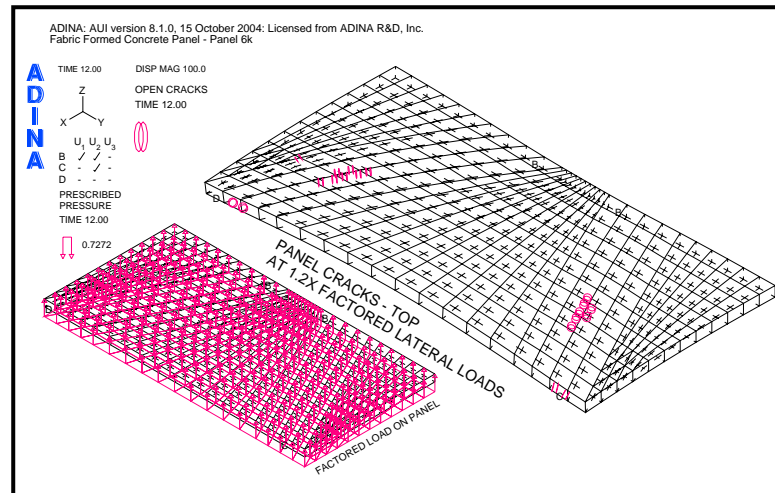 ADINA: AUI version 8.1.0, 15 October 2004: Licensed from ADINA R&D, Inc.
Fabric Formed Concrete Panel - Panel 6k
ADINA
TIME 12.00
DISP MAG 100.0
OPEN CRACKS
TIME 12.00
Z
X Y
U1 U2 U3
B - ✓ ✓ -
C - - ✓ -
D - - -
PRESCRIBED
PRESSURE
TIME 12.00
0.7272
B
B
D
C
PANEL CRACKS - TOP
AT 1.2X FACTORED LATERAL LOADS
B
B
D
FACTORED LOAD ON PANEL